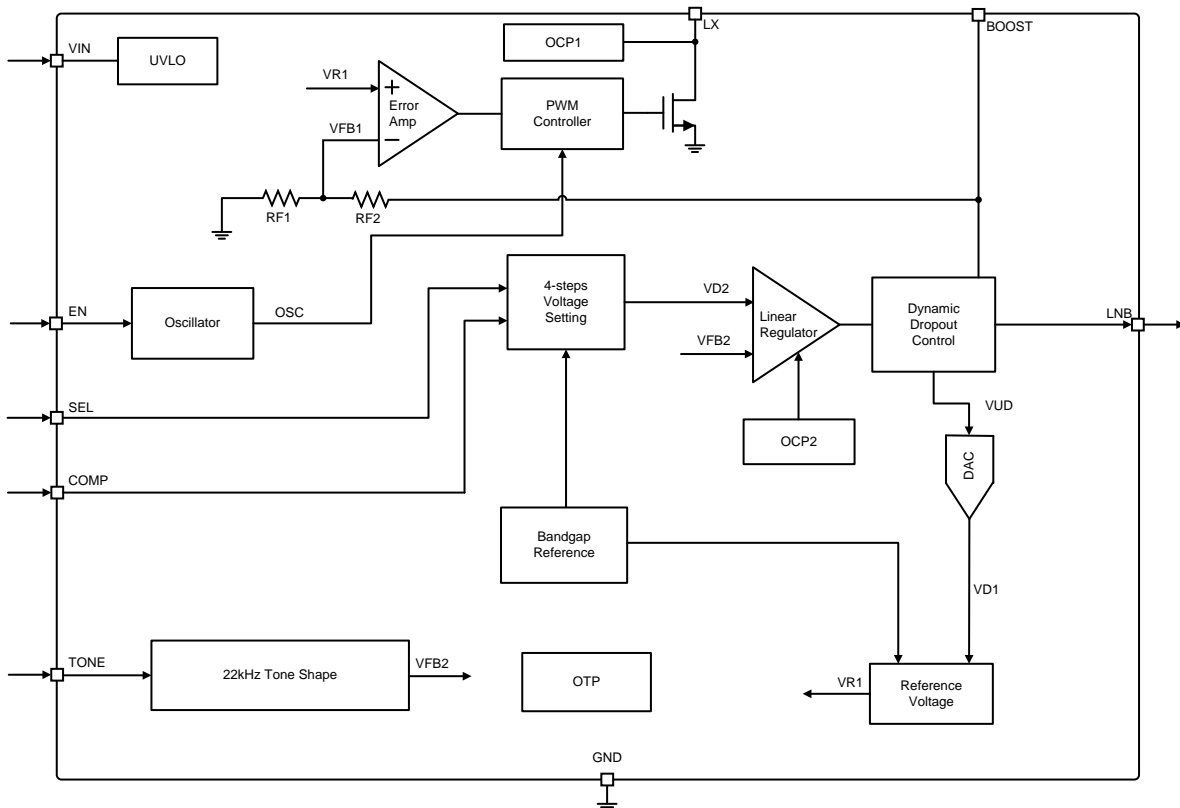 LX
BOOST
VIN
UVLO
OCP1
VR1
Error
Amp
PWM
Controller
VFB1
RF1
RF2
EN
Oscillator
OSC
4-steps
Voltage
Setting
VD2
VFB2
Linear
Regulator
Dynamic
Dropout
Control
LNB
SEL
OCP2
VUD
DAC
COMP
Bandgap
Reference
VD1
TONE
22kHz Tone Shape
VFB2
OTP
VR1
Reference
Voltage
GND